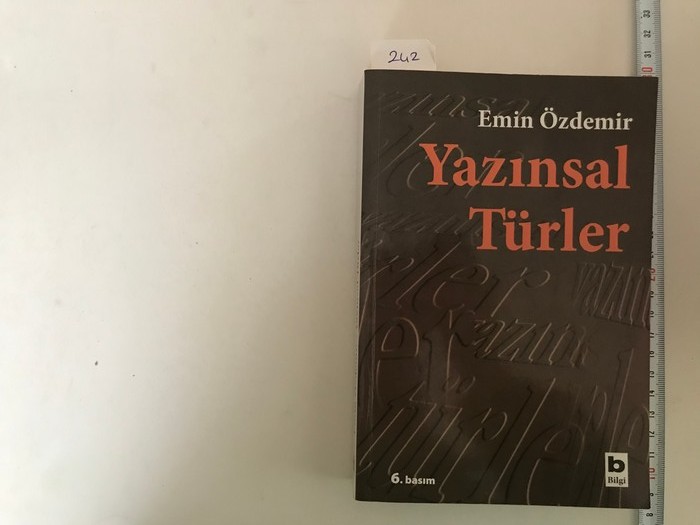 242
Emin Özdemir
Yazınsal
Türler
6. basım
b
Bilgi